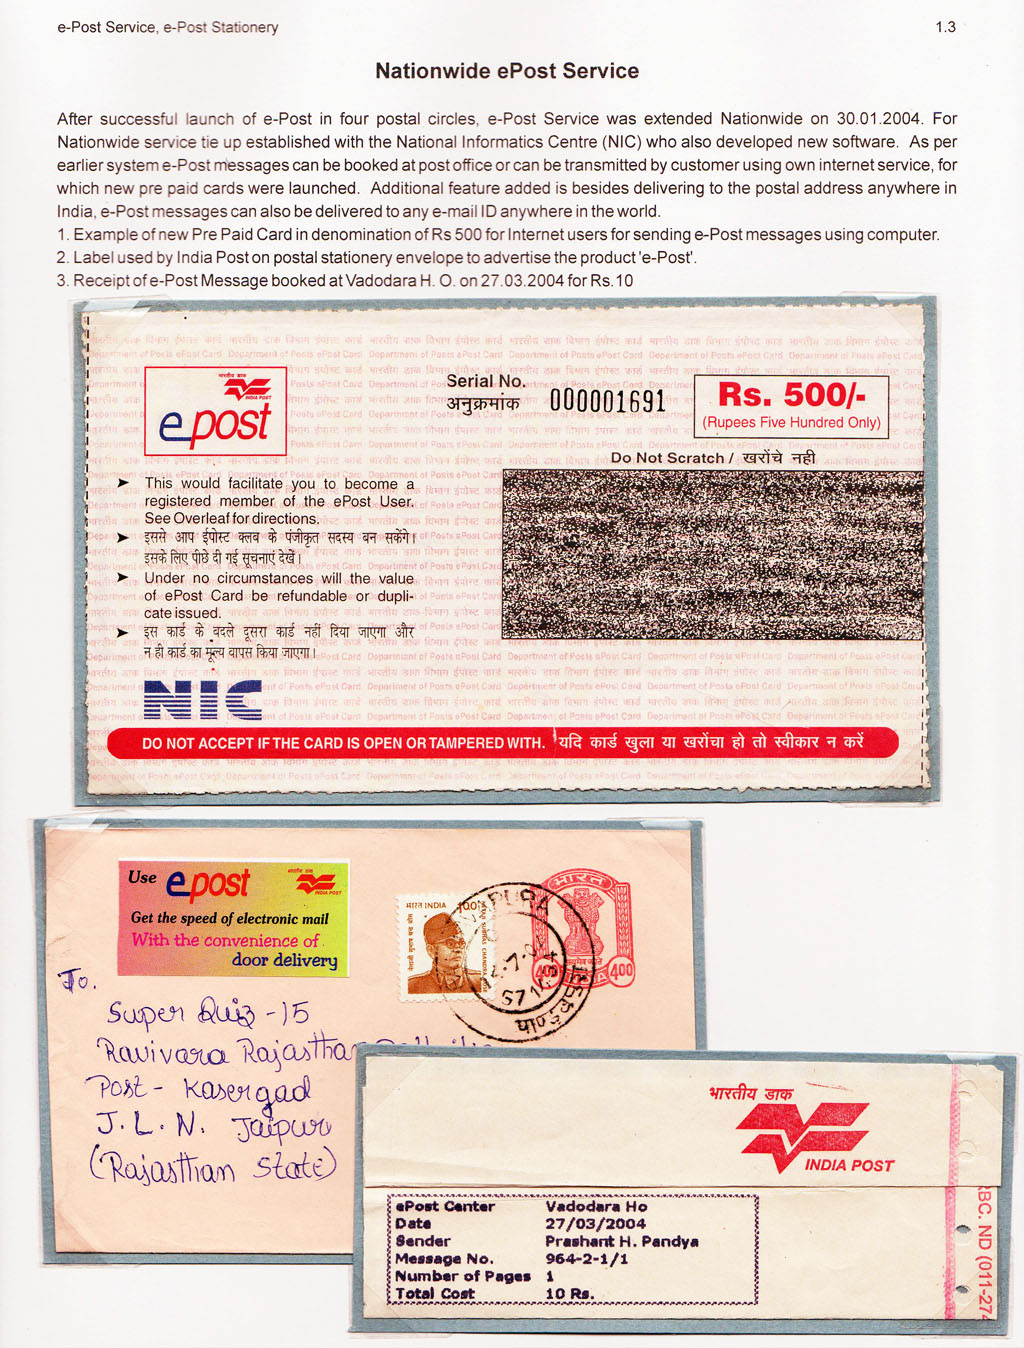 e-Post Service, e-Post Stationery
1.3
Nationwide ePost Service
After successful launch of e-Post in four postal circles, e-Post Service was extended Nationwide on 30.01.2004. For
Nationwide service tie up established with the National Informatics Centre (NIC) who also developed new software. As per
earlier system e-Post messages can be booked at post office or can be transmitted by customer using own internet service, for
which new pre paid cards were launched. Additional feature added is besides delivering to the postal address anywhere in
India, e-Post messages can also be delivered to any e-mail ID anywhere in the world.
1. Example of new Pre Paid Card in denomination of Rs 500 for Internet users for sending e-Post messages using computer.
2. Label used by India Post on postal stationery envelope to advertise the product 'e-Post'.
3. Receipt of e-Post Message booked at Vadodara H. O. on 27.03.2004 for Rs.10
भारतीय डाक
INDIA POST
epost
Serial No.
अनुक्रमांक
000001691
Rs. 500/-
(Rupees Five Hundred Only)
Do Not Scratch / खरोंचे नही
➤ This would facilitate you to become a
registered member of the ePost User.
See Overleaf for directions.
➤ इससे आप ईपोस्ट क्लब के पंजीकृत सदस्य बन सकेंगे।
इसके लिए पीछे दी गई सूचनाएं देखें।
➤ Under no circumstances will the value
of ePost Card be refundable or dupli-
cate issued.
➤ इस कार्ड के बदले दूसरा कार्ड नहीं दिया जाएगा और
न ही कार्ड का मूल्य वापस किया जाएगा।
NIC
DO NOT ACCEPT IF THE CARD IS OPEN OR TAMPERED WITH. यदि कार्ड खुला या खरोंचा हो तो स्वीकार न करें
Use epost
भारतीय डाक
INDIA POST
Get the speed of electronic mail
With the convenience of
door delivery
भारत INDIA 100
भारत
400 400
To.
Super Quiz - 15
Ravivara Rajasthan
Post - Kasergad
J. L. N. Jaipur
(Rajasthan State)
भारतीय डाक
INDIA POST
ePost Center Vadodara Ho
Date 27/03/2004
Sender Prashant H. Pandya
Message No. 964-2-1/1
Number of Pages 1
Total Cost 10 Rs.
BC. ND (011-274